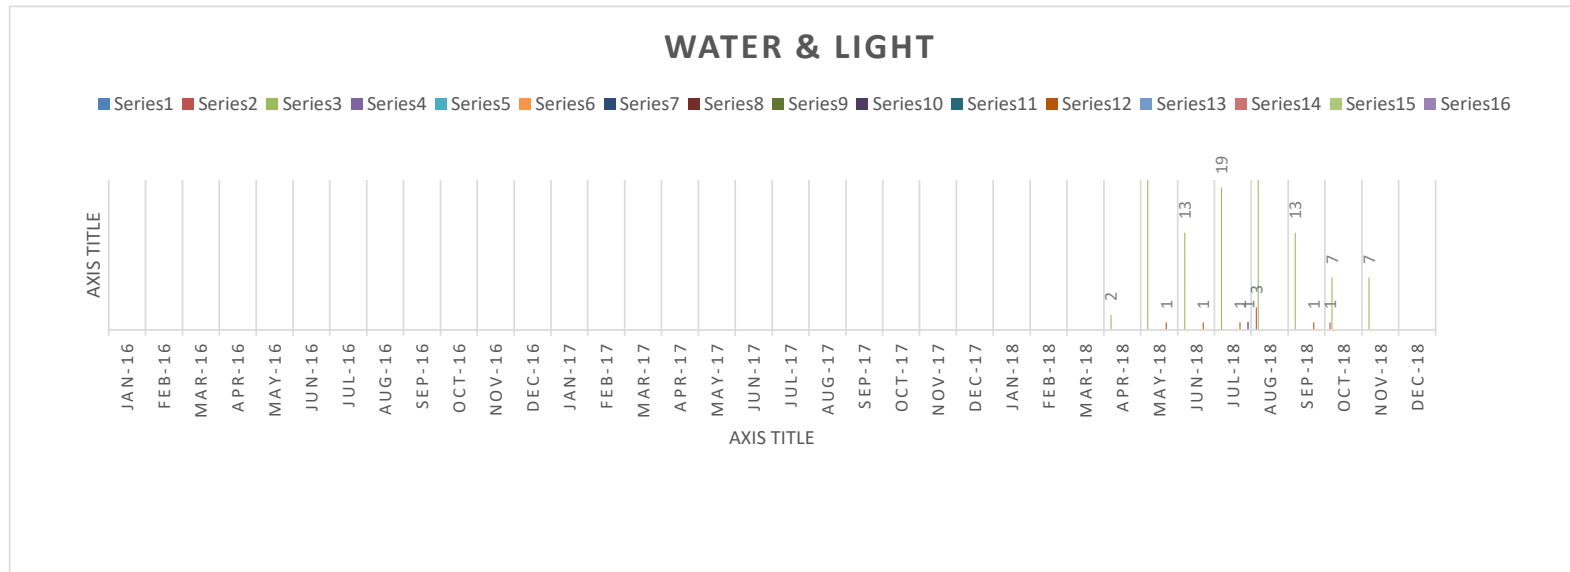 WATER & LIGHT
Series1 Series2 Series3 Series4 Series5 Series6 Series7 Series8 Series9 Series10 Series11 Series12 Series13 Series14 Series15 Series16
AXIS TITLE
2
1
13
1
19
1
1
3
13
1
1
7
7
JAN-16
FEB-16
MAR-16
APR-16
MAY-16
JUN-16
JUL-16
AUG-16
SEP-16
OCT-16
NOV-16
DEC-16
JAN-17
FEB-17
MAR-17
APR-17
MAY-17
JUN-17
JUL-17
AUG-17
SEP-17
OCT-17
NOV-17
DEC-17
JAN-18
FEB-18
MAR-18
APR-18
MAY-18
JUN-18
JUL-18
AUG-18
SEP-18
OCT-18
NOV-18
DEC-18
AXIS TITLE